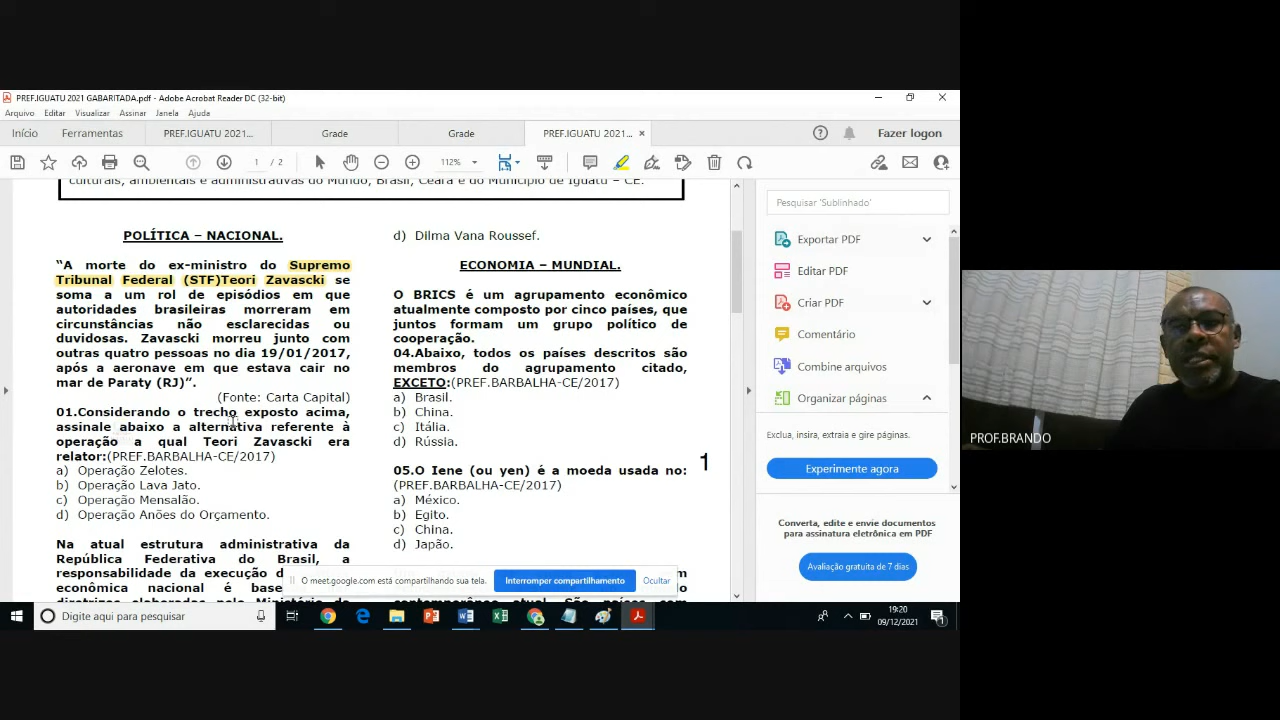 PREF.IGUATU 2021 GABARITADA.pdf - Adobe Acrobat Reader DC (32-bit)
Arquivo Editar Visualizar Assinar Janela Ajuda
Início Ferramentas PREF.IGUATU 2021... Grade Grade PREF.IGUATU 2021... Fazer logon
1 / 2 112%
culturais, ambientais e administrativas do Mundo, Brasil, Ceará e do Município de Iguatu – CE.
POLÍTICA – NACIONAL.
“A morte do ex-ministro do Supremo
Tribunal Federal (STF)Teori Zavascki se
soma a um rol de episódios em que
autoridades brasileiras morreram em
circunstâncias não esclarecidas ou
duvidosas. Zavascki morreu junto com
outras quatro pessoas no dia 19/01/2017,
após a aeronave em que estava cair no
mar de Paraty (RJ)”.
(Fonte: Carta Capital)
01.Considerando o trecho exposto acima,
assinale abaixo a alternativa referente à
operação a qual Teori Zavascki era
relator:(PREF.BARBALHA-CE/2017)
a) Operação Zelotes.
b) Operação Lava Jato.
c) Operação Mensalão.
d) Operação Anões do Orçamento.
Na atual estrutura administrativa da
República Federativa do Brasil, a
responsabilidade da execução d
econômica nacional é base
d) Dilma Vana Roussef.
ECONOMIA – MUNDIAL.
O BRICS é um agrupamento econômico
atualmente composto por cinco países, que
juntos formam um grupo político de
cooperação.
04.Abaixo, todos os países descritos são
membros do agrupamento citado,
EXCETO:(PREF.BARBALHA-CE/2017)
a) Brasil.
b) China.
c) Itália.
d) Rússia.
05.O Iene (ou yen) é a moeda usada no:
(PREF.BARBALHA-CE/2017)
a) México.
b) Egito.
c) China.
d) Japão.
1
O meet.google.com está compartilhando sua tela. Interromper compartilhamento Ocultar
Pesquisar 'Sublinhado'
Exportar PDF
Editar PDF
Criar PDF
Comentário
Combine arquivos
Organizar páginas
Exclua, insira, extraia e gire páginas.
Experimente agora
Converta, edite e envie documentos
para assinatura eletrônica em PDF
Avaliação gratuita de 7 dias
Digite aqui para pesquisar
19:20
09/12/2021
PROF.BRANDO